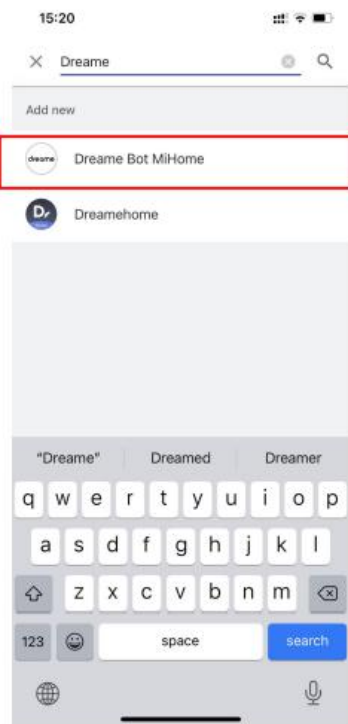 15:20
Dreame
Add new
dreame
Dreame Bot MiHome
Dreamehome
"Dreame" Dreamed Dreamer
q w e r t y u i o p
a s d f g h j k l
z x c v b n m
123 space search